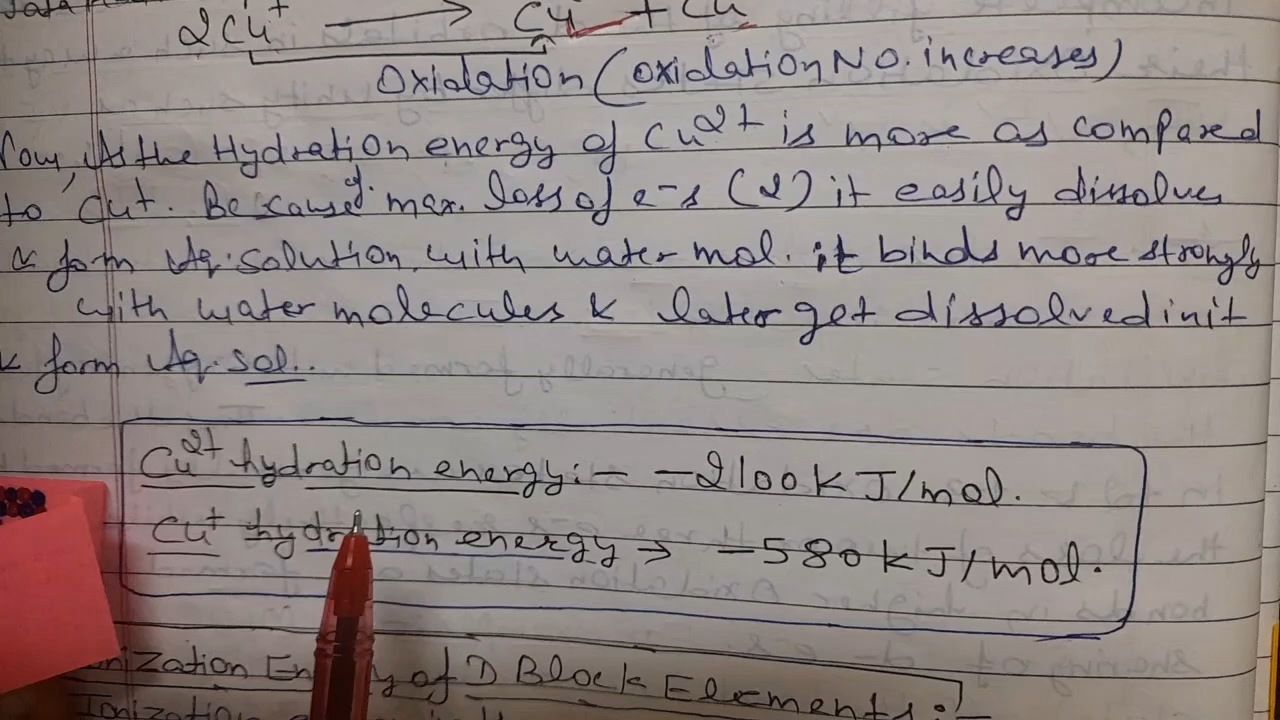 2Cu⁺ → Cu + Cu
Oxidation (oxidation No. increases)
As the Hydration energy of Cu²⁺ is more as compared
to Cu⁺. Because of max. loss of e⁻s (2) it easily dissolves
& form Aq. solution with water mol. it binds more strongly
with water molecules & later get dissolved in it
& form Aq. sol.
Cu²⁺ hydration energy:- -2100 kJ/mol.
Cu⁺ hydration energy → -580 kJ/mol.
of D Block Elements:-
Ionization